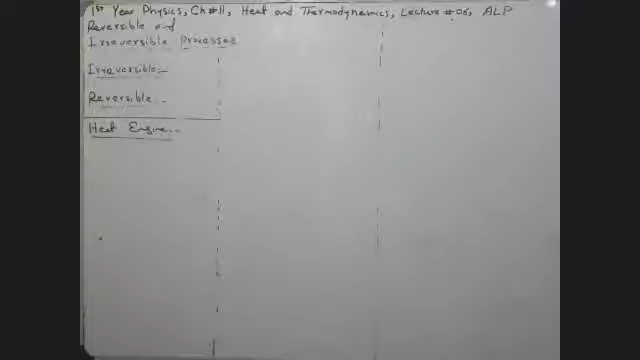 1st Year Physics, Ch#11, Heat and Thermodynamics, Lecture #06, ALP
Reversible and
Irreversible Processes
Irreversible:-
Reversible:-
Heat Engine:-